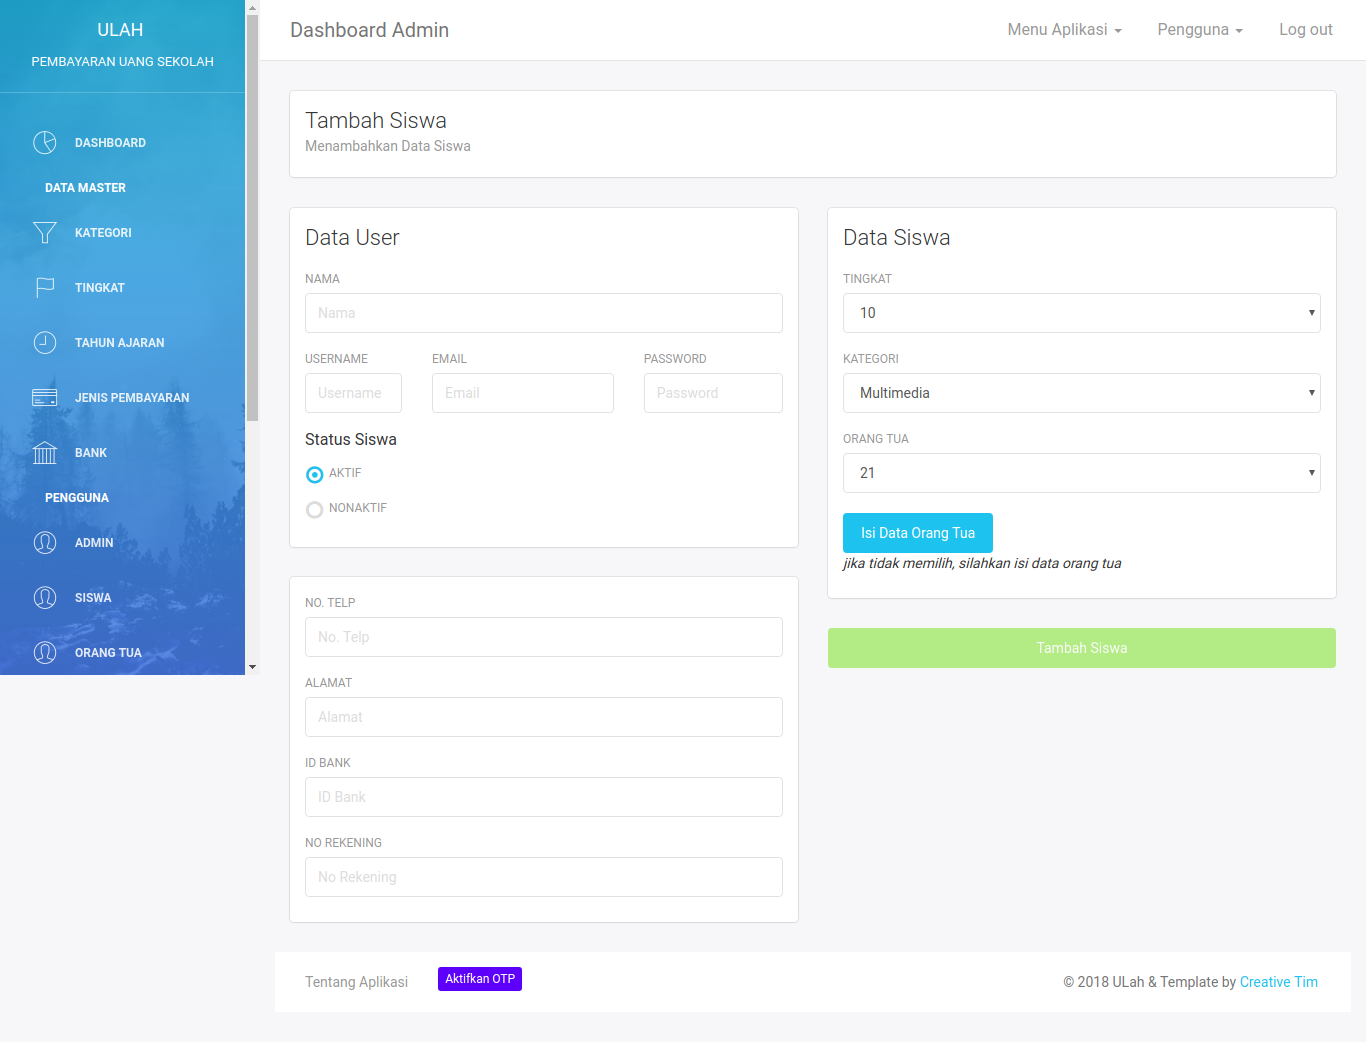 ULAH
PEMBAYARAN UANG SEKOLAH
DASHBOARD
DATA MASTER
KATEGORI
TINGKAT
TAHUN AJARAN
JENIS PEMBAYARAN
BANK
PENGGUNA
ADMIN
SISWA
ORANG TUA
Dashboard Admin
Menu Aplikasi
Pengguna
Log out
Tambah Siswa
Menambahkan Data Siswa
Data User
NAMA
Nama
USERNAME EMAIL PASSWORD
Username Email Password
Status Siswa
AKTIF
NONAKTIF
NO. TELP
No. Telp
ALAMAT
Alamat
ID BANK
ID Bank
NO REKENING
No Rekening
Data Siswa
TINGKAT
10
KATEGORI
Multimedia
ORANG TUA
21
Isi Data Orang Tua
jika tidak memilih, silahkan isi data orang tua
Tambah Siswa
Tentang Aplikasi
Aktifkan OTP
© 2018 ULah & Template by Creative Tim